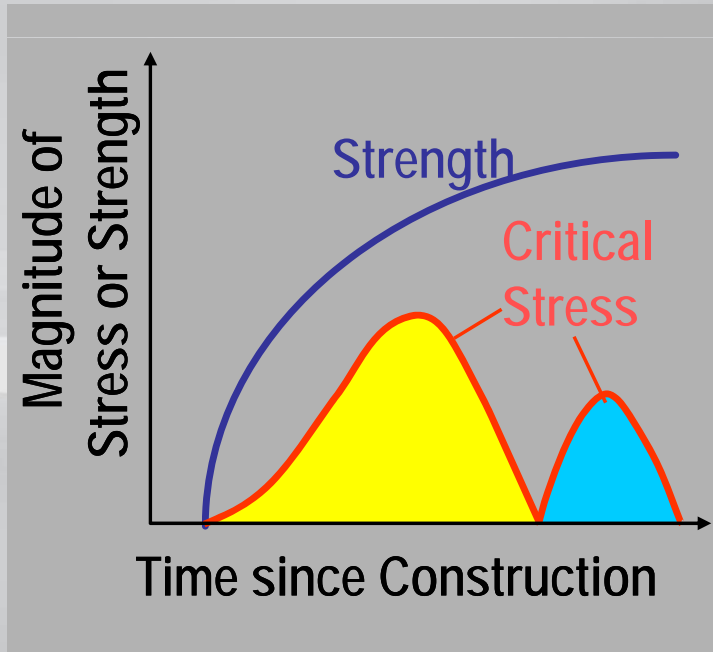 Magnitude of
Stress or Strength
Strength
Critical
Stress
Time since Construction